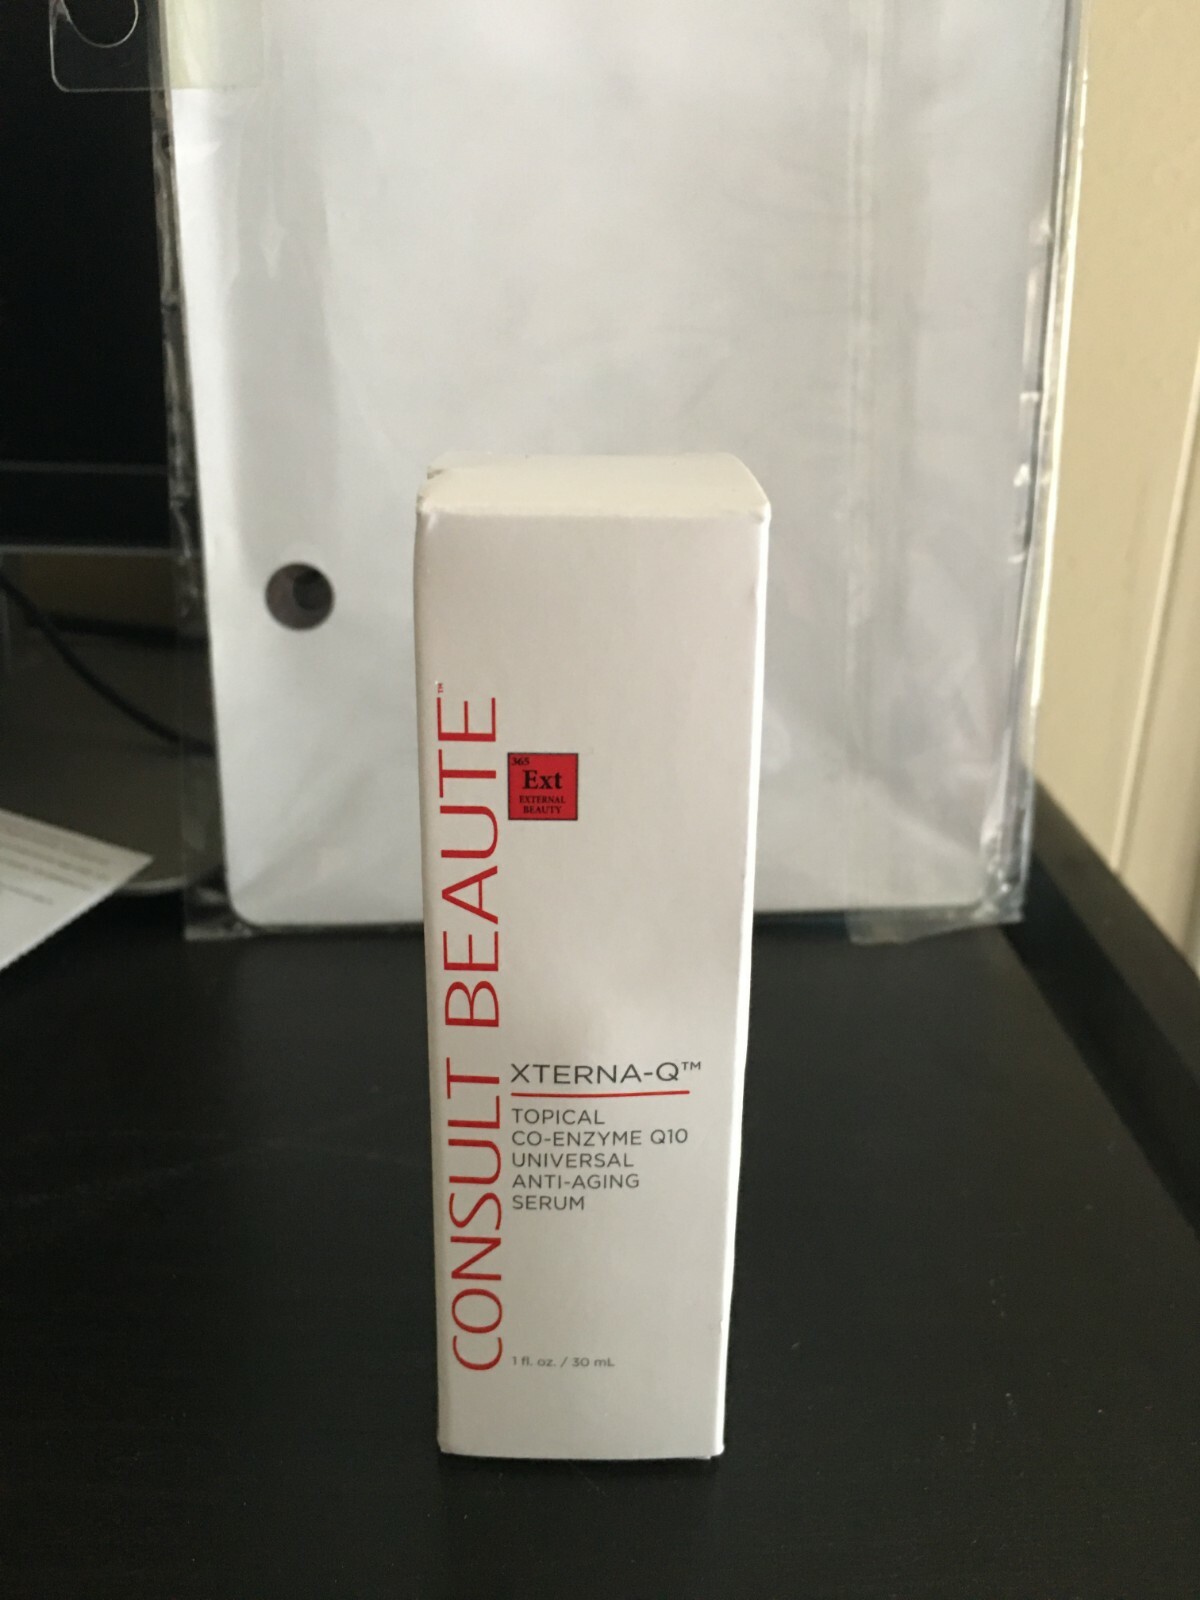 CONSULT BEAUTE™
365
Ext
EXTERNAL
BEAUTY
XTERNA-Q™
TOPICAL
CO-ENZYME Q10
UNIVERSAL
ANTI-AGING
SERUM
1 fl. oz. / 30 mL